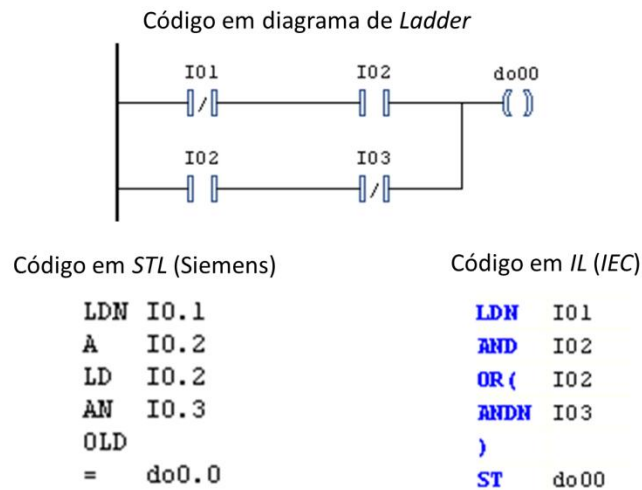 Código em diagrama de Ladder
I01 I02 do00
I02 I03
Código em STL (Siemens)
LDN I0.1
A I0.2
LD I0.2
AN I0.3
OLD
= do0.0
Código em IL (IEC)
LDN I01
AND I02
OR( I02
ANDN I03
)
ST do00